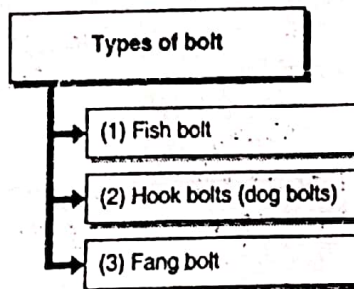 Types of bolt
(1) Fish bolt
(2) Hook bolts (dog bolts)
(3) Fang bolt